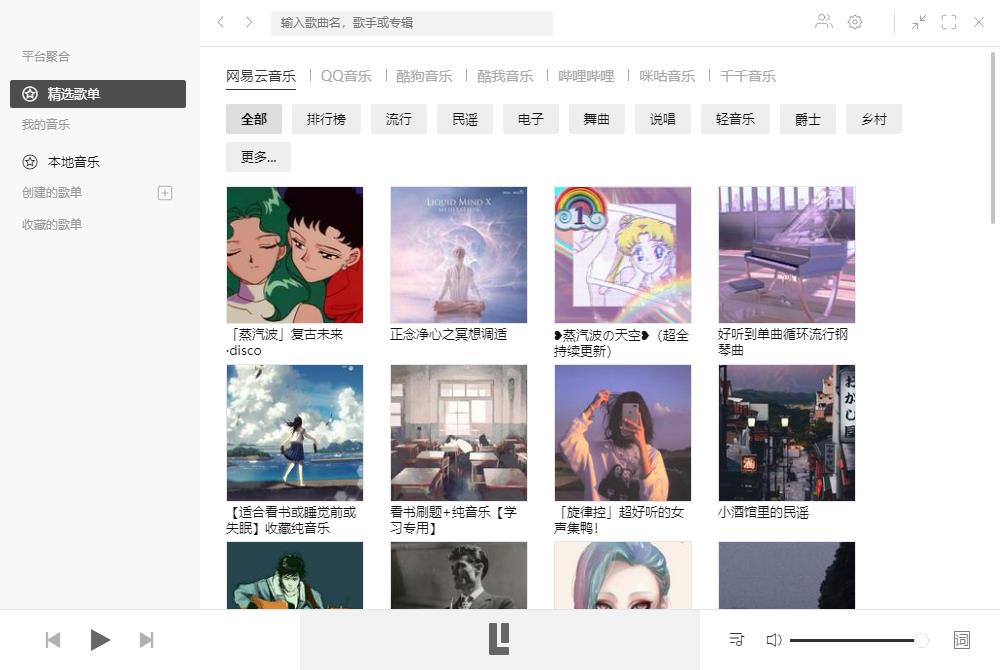 输入歌曲名，歌手或专辑
平台聚合
精选歌单
我的音乐
本地音乐
创建的歌单
收藏的歌单
网易云音乐 QQ音乐 酷狗音乐 酷我音乐 哔哩哔哩 咪咕音乐 千千音乐
全部 排行榜 流行 民谣 电子 舞曲 说唱 轻音乐 爵士 乡村
更多...
LIQUID MIND X
MEDITATION
1
「蒸汽波」复古未来
·disco
正念净心之冥想调适
❥蒸汽波の天空❥（超全
持续更新）
好听到单曲循环流行钢
琴曲
おかし屋
酒
【适合看书或睡觉前或
失眠】收藏纯音乐
看书刷题+纯音乐【学
习专用】
「旋律控」超好听的女
声集鸭！
小酒馆里的民谣
词